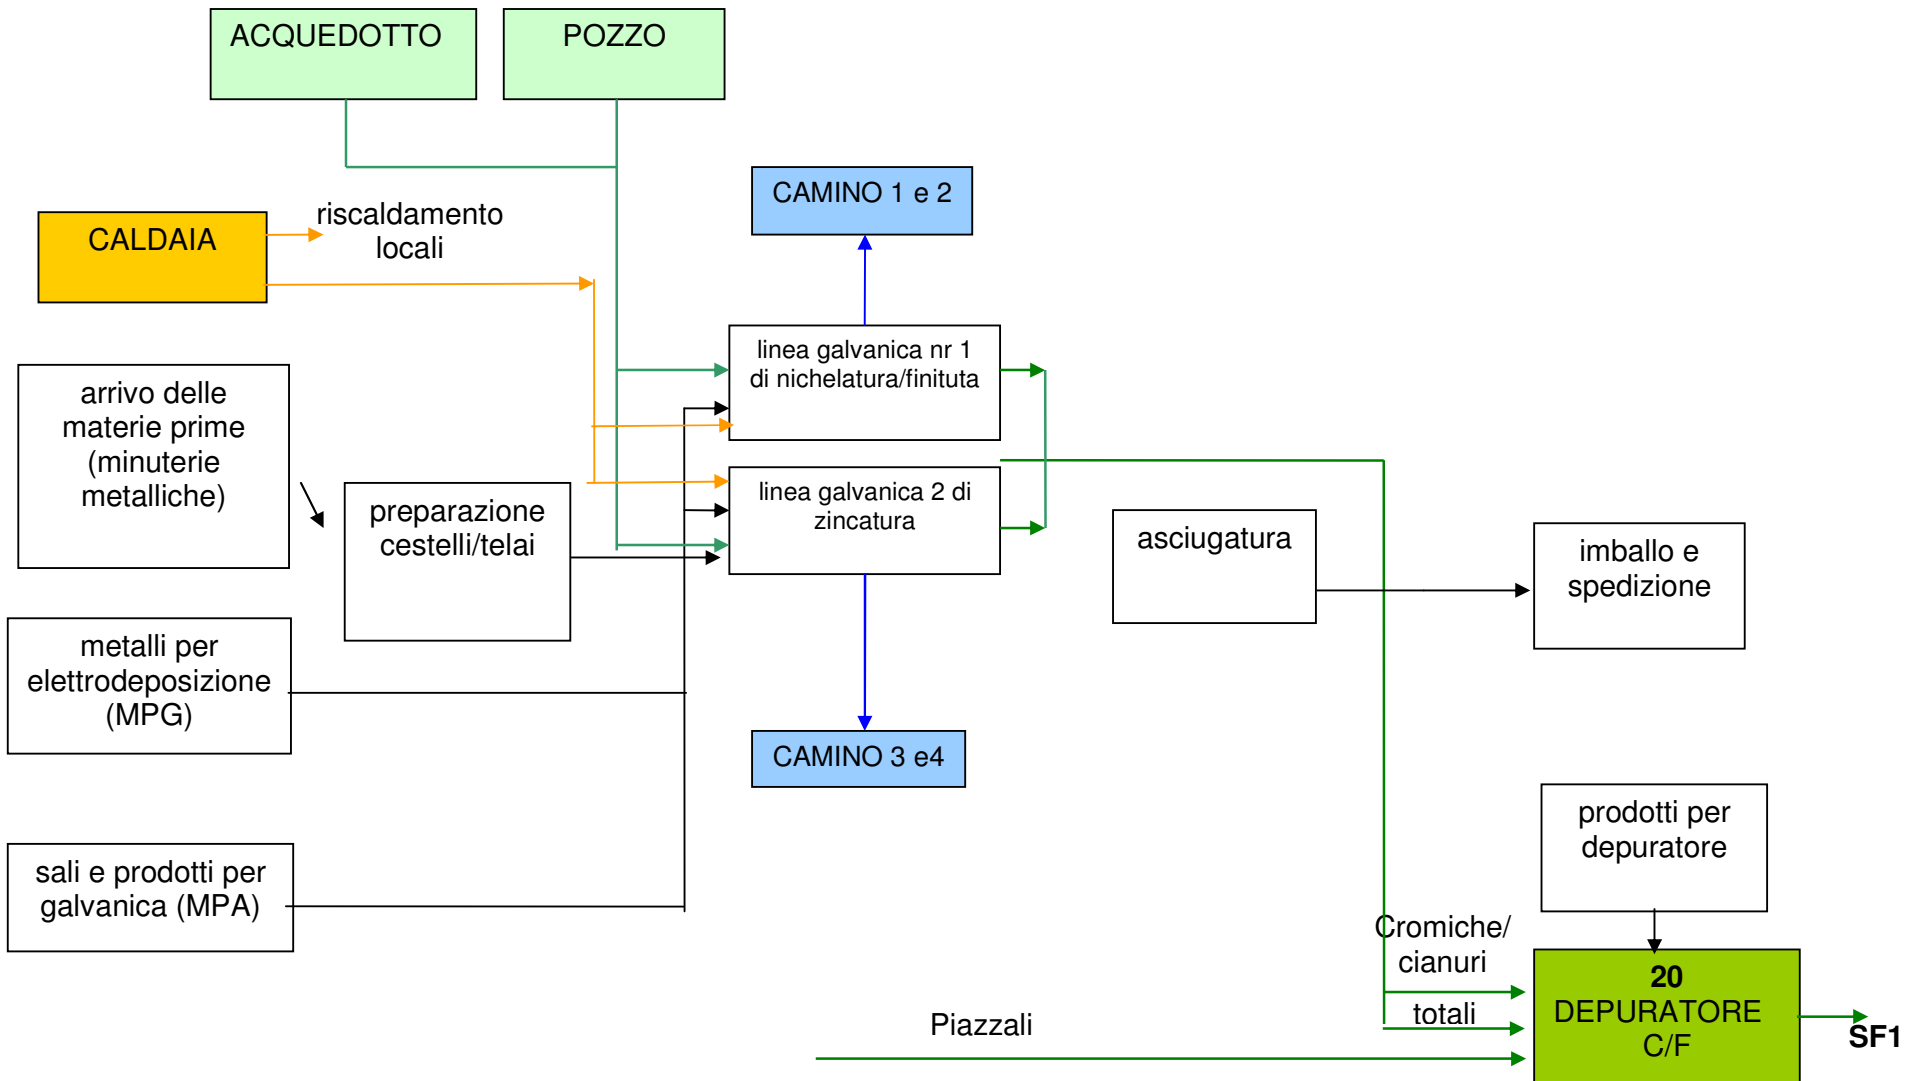 ACQUEDOTTO
POZZO
CAMINO 1 e 2
CALDAIA
riscaldamento
locali
linea galvanica nr 1
di nichelatura/finituta
arrivo delle
materie prime
(minuterie
metalliche)
preparazione
cestelli/telai
linea galvanica 2 di
zincatura
asciugatura
imballo e
spedizione
metalli per
elettrodeposizione
(MPG)
CAMINO 3 e4
prodotti per
depuratore
sali e prodotti per
galvanica (MPA)
Cromiche/
cianuri
totali
Piazzali
20
DEPURATORE
C/F
SF1